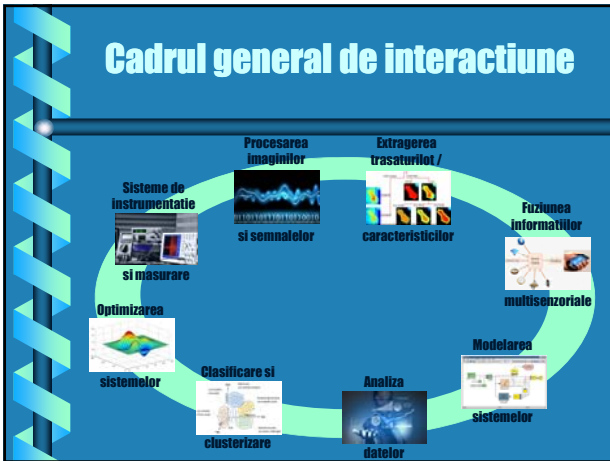 Cadrul general de interactiune
Procesarea
imaginilor
si semnalelor
Extragerea
trasaturilot /
caracteristicilor
Sisteme de
instrumentatie
si masurare
Fuziunea
informatiilor
multisenzoriale
Optimizarea
sistemelor
Modelarea
sistemelor
Clasificare si
clusterizare
Analiza
datelor